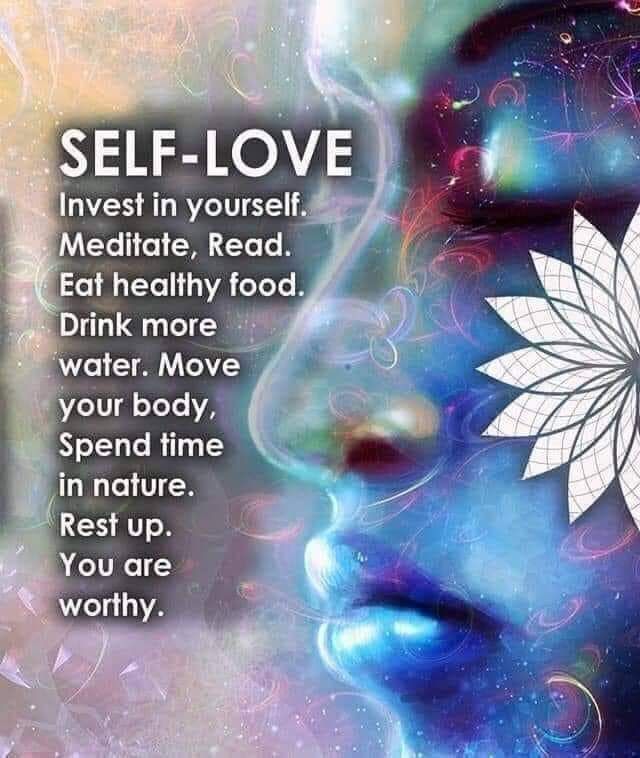 SELF-LOVE
Invest in yourself.
Meditate, Read.
Eat healthy food.
Drink more
water. Move
your body,
Spend time
in nature.
Rest up.
You are
worthy.